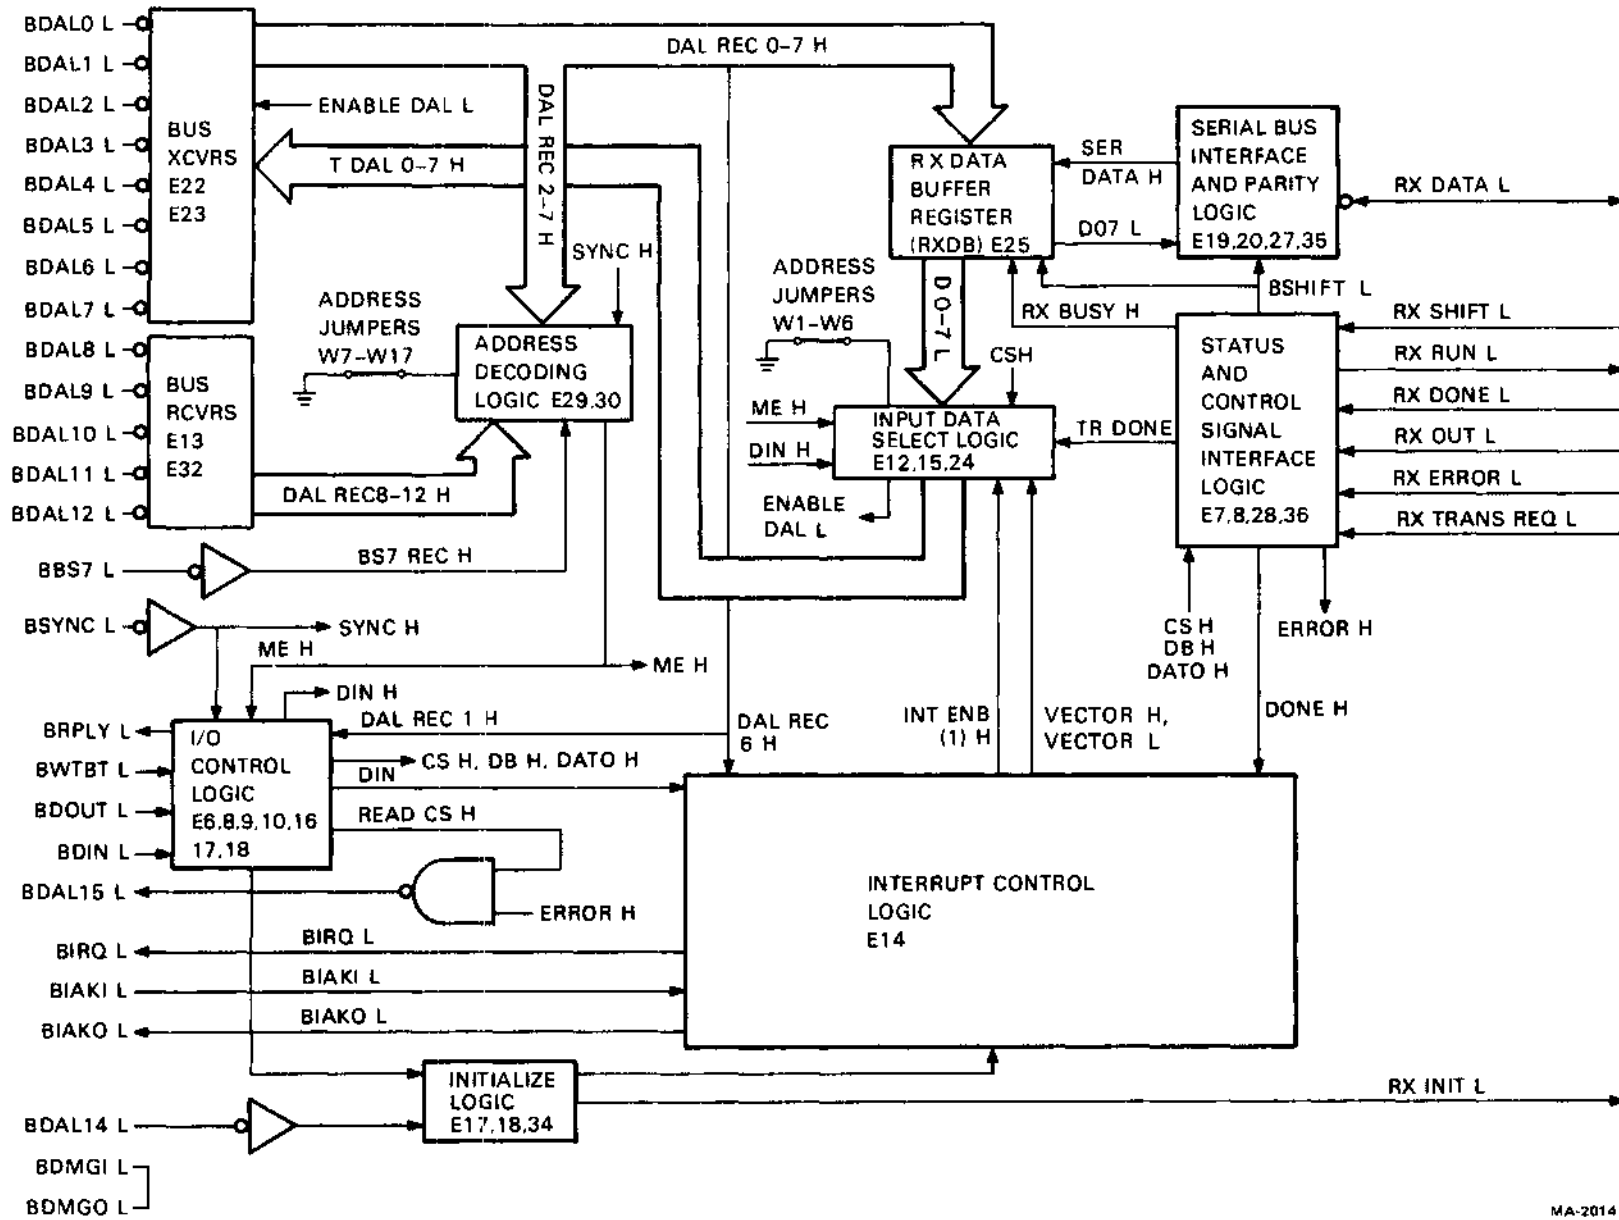 BDAL0 L
BDAL1 L
BDAL2 L
BDAL3 L
BDAL4 L
BDAL5 L
BDAL6 L
BDAL7 L
BUS
XCVRS
E22
E23
ENABLE DAL L
T DAL 0-7 H
DAL REC 2-7 H
DAL REC 0-7 H
RX DATA
BUFFER
REGISTER
(RXDB) E25
SER
DATA H
D07 L
SERIAL BUS
INTERFACE
AND PARITY
LOGIC
E19,20,27,35
RX DATA L
BSHIFT L
RX BUSY H
D 0-7 L
SYNC H
ADDRESS
JUMPERS
W7-W17
ADDRESS
DECODING
LOGIC E29,30
ADDRESS
JUMPERS
W1-W6
CSH
ME H
DIN H
INPUT DATA
SELECT LOGIC
E12,15,24
ENABLE
DAL L
TR DONE
STATUS
AND
CONTROL
SIGNAL
INTERFACE
LOGIC
E7,8,28,36
RX SHIFT L
RX RUN L
RX DONE L
RX OUT L
RX ERROR L
RX TRANS REQ L
BDAL8 L
BDAL9 L
BDAL10 L
BDAL11 L
BDAL12 L
BUS
RCVRS
E13
E32
DAL REC8-12 H
BBS7 L
BS7 REC H
BSYNC L
SYNC H
ME H
ME H
DIN H
CS H
DB H
DATO H
ERROR H
DONE H
BRPLY L
BWTBT L
BDOUT L
BDIN L
I/O
CONTROL
LOGIC
E6,8,9,10,16
17,18
DAL REC 1 H
CS H, DB H, DATO H
DIN
READ CS H
DAL REC
6 H
INT ENB
(1) H
VECTOR H,
VECTOR L
BDAL15 L
ERROR H
INTERRUPT CONTROL
LOGIC
E14
BIRQ L
BIRQ L
BIAKI L
BIAKI L
BIAKO L
BIAKO L
INITIALIZE
LOGIC
E17,18,34
RX INIT L
BDAL14 L
BDMGI L
BDMGO L
MA-2014